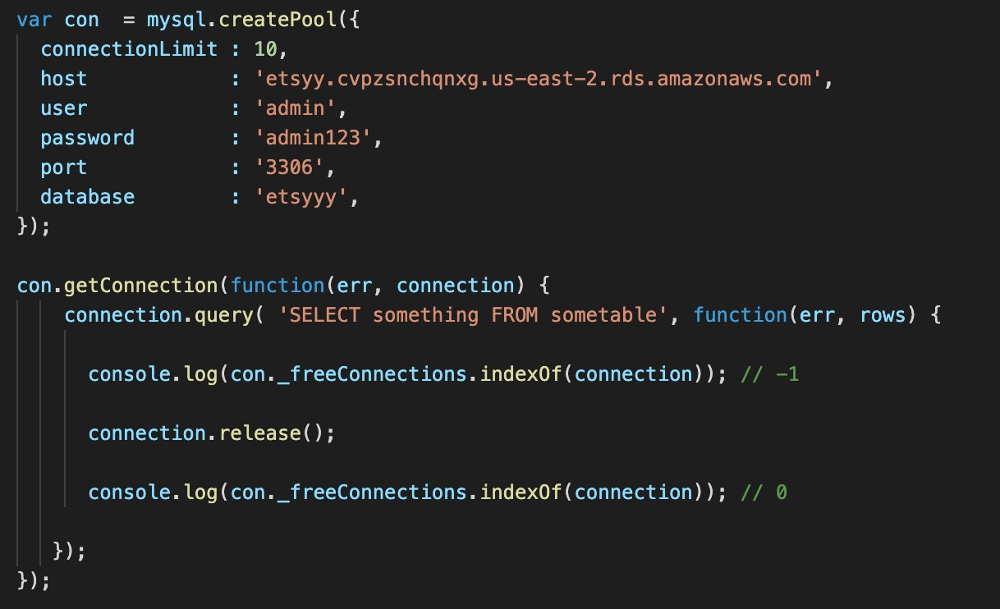 var con  = mysql.createPool({
  connectionLimit : 10,
  host            : 'etsyy.cvpzsnchqnxg.us-east-2.rds.amazonaws.com',
  user            : 'admin',
  password        : 'admin123',
  port            : '3306',
  database        : 'etsyyy',
});
con.getConnection(function(err, connection) {
    connection.query( 'SELECT something FROM sometable', function(err, rows) {
      console.log(con._freeConnections.indexOf(connection)); // -1
      connection.release();
      console.log(con._freeConnections.indexOf(connection)); // 0
   });
});